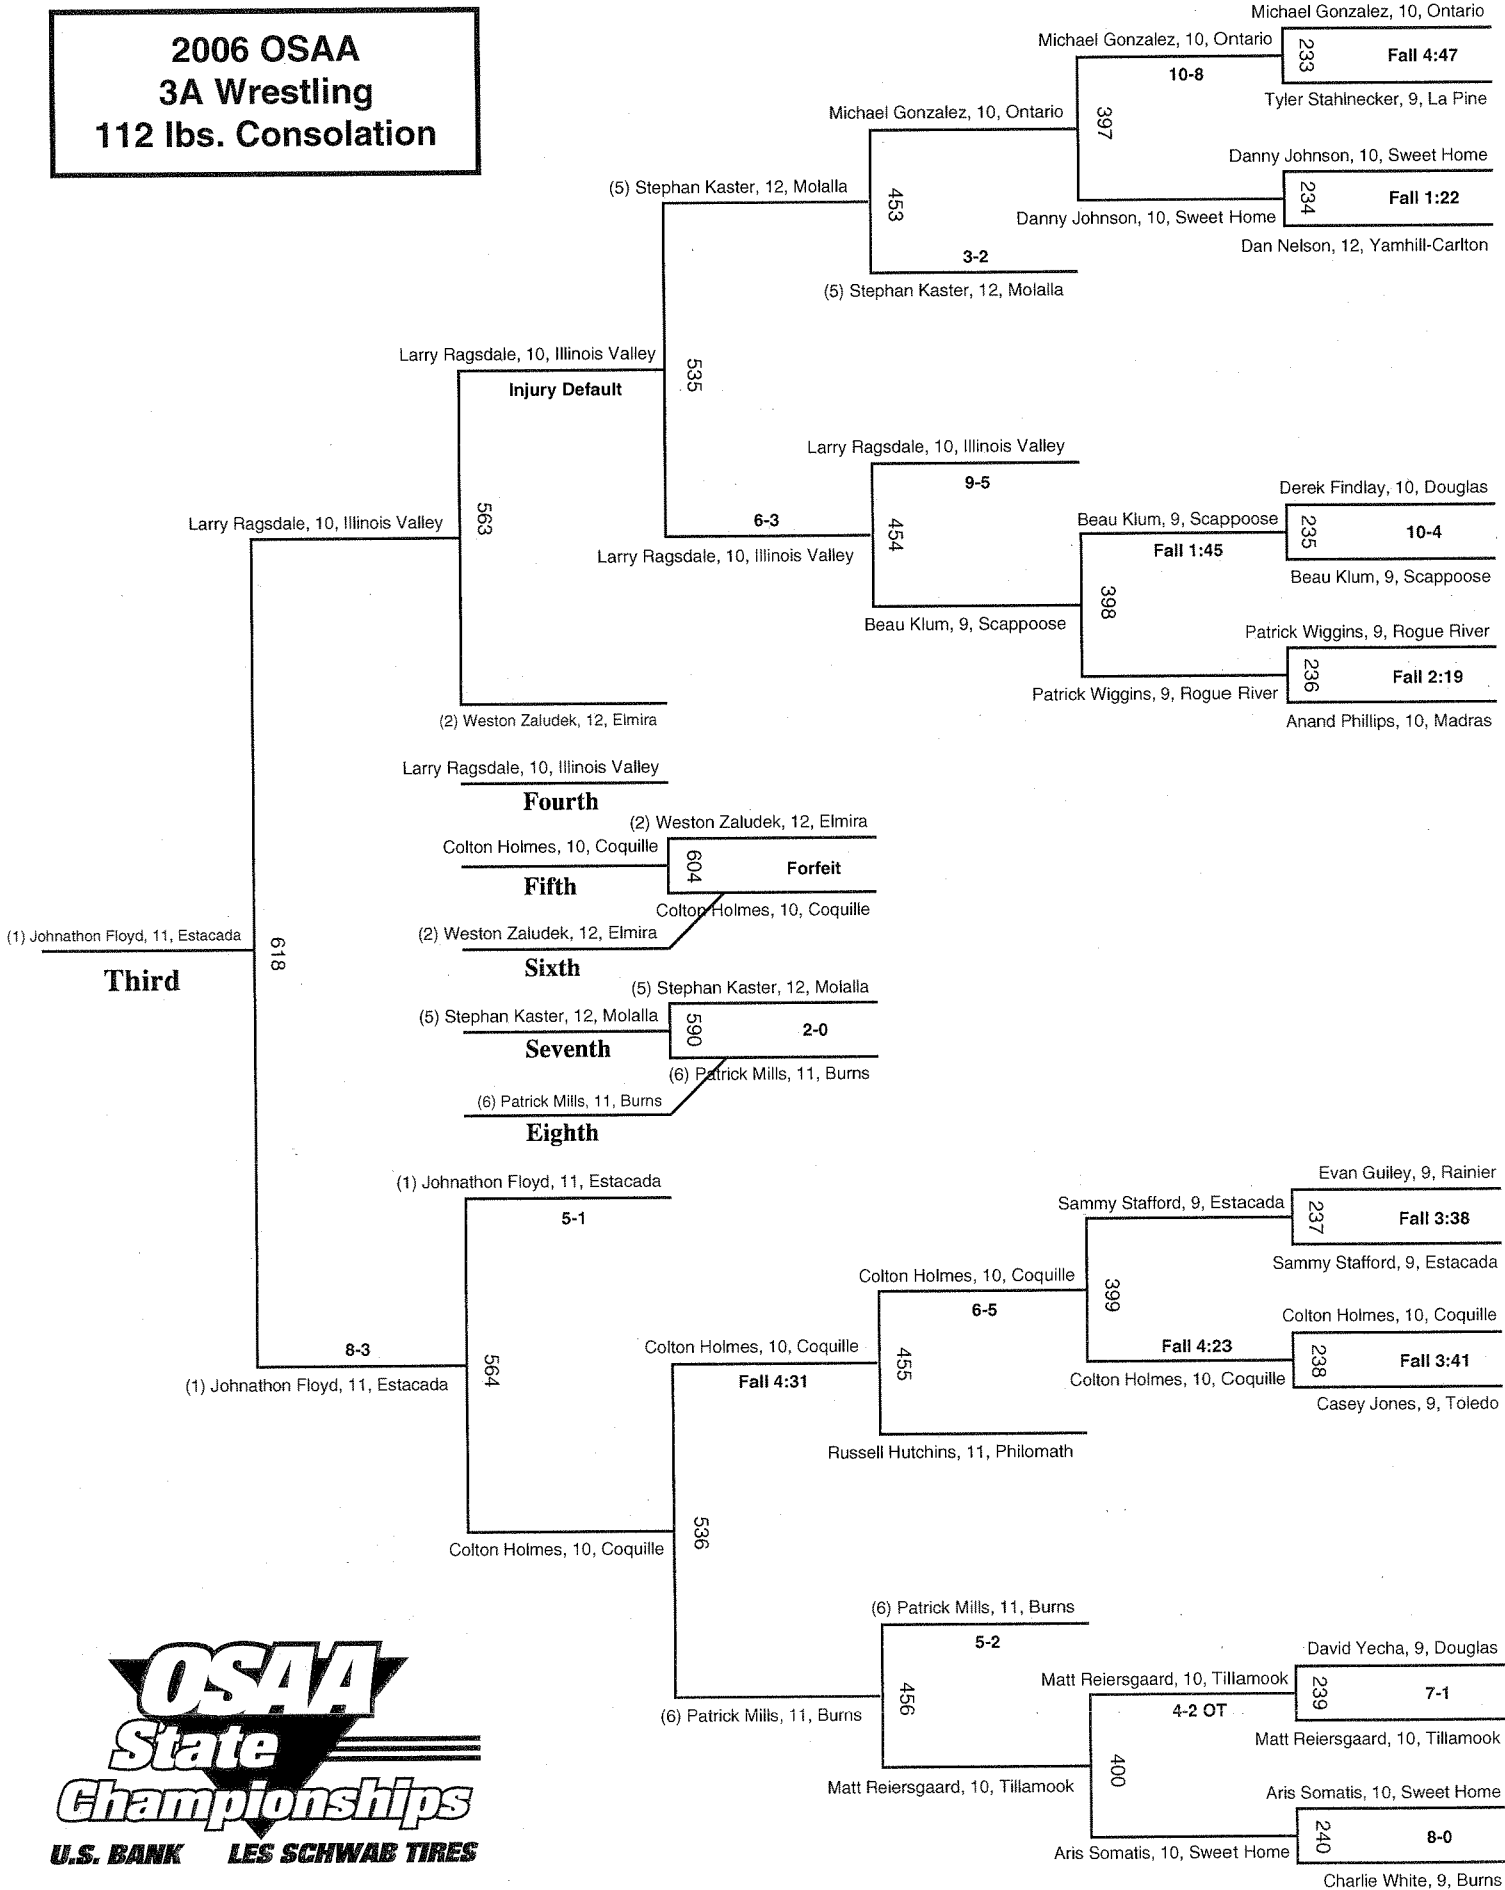 2006 OSAA
3A Wrestling
112 lbs. Consolation
Michael Gonzalez, 10, Ontario
233
Fall 4:47
Tyler Stahlnecker, 9, La Pine
Michael Gonzalez, 10, Ontario
10-8
397
Danny Johnson, 10, Sweet Home
234
Fall 1:22
Dan Nelson, 12, Yamhill-Carlton
Danny Johnson, 10, Sweet Home
Michael Gonzalez, 10, Ontario
453
3-2
(5) Stephan Kaster, 12, Molalla
(5) Stephan Kaster, 12, Molalla
535
Larry Ragsdale, 10, Illinois Valley
Injury Default
Larry Ragsdale, 10, Illinois Valley
9-5
454
6-3
Larry Ragsdale, 10, Illinois Valley
Derek Findlay, 10, Douglas
235
10-4
Beau Klum, 9, Scappoose
Beau Klum, 9, Scappoose
Fall 1:45
398
Beau Klum, 9, Scappoose
Patrick Wiggins, 9, Rogue River
236
Fall 2:19
Anand Phillips, 10, Madras
Patrick Wiggins, 9, Rogue River
Larry Ragsdale, 10, Illinois Valley
563
(2) Weston Zaludek, 12, Elmira
Larry Ragsdale, 10, Illinois Valley
Fourth
(2) Weston Zaludek, 12, Elmira
Colton Holmes, 10, Coquille
604
Forfeit
Fifth
Colton Holmes, 10, Coquille
(2) Weston Zaludek, 12, Elmira
Sixth
(1) Johnathon Floyd, 11, Estacada
618
Third
(5) Stephan Kaster, 12, Molalla
(5) Stephan Kaster, 12, Molalla
590
2-0
Seventh
(6) Patrick Mills, 11, Burns
(6) Patrick Mills, 11, Burns
Eighth
(1) Johnathon Floyd, 11, Estacada
5-1
564
8-3
(1) Johnathon Floyd, 11, Estacada
Evan Guiley, 9, Rainier
237
Fall 3:38
Sammy Stafford, 9, Estacada
Sammy Stafford, 9, Estacada
399
Colton Holmes, 10, Coquille
6-5
Colton Holmes, 10, Coquille
238
Fall 3:41
Casey Jones, 9, Toledo
Fall 4:23
Colton Holmes, 10, Coquille
Colton Holmes, 10, Coquille
Fall 4:31
455
Russell Hutchins, 11, Philomath
536
Colton Holmes, 10, Coquille
(6) Patrick Mills, 11, Burns
5-2
456
(6) Patrick Mills, 11, Burns
David Yecha, 9, Douglas
239
7-1
Matt Reiersgaard, 10, Tillamook
Matt Reiersgaard, 10, Tillamook
4-2 OT
400
Matt Reiersgaard, 10, Tillamook
Aris Somatis, 10, Sweet Home
240
8-0
Charlie White, 9, Burns
Aris Somatis, 10, Sweet Home
OSAA
State
Championships
U.S. BANK LES SCHWAB TIRES